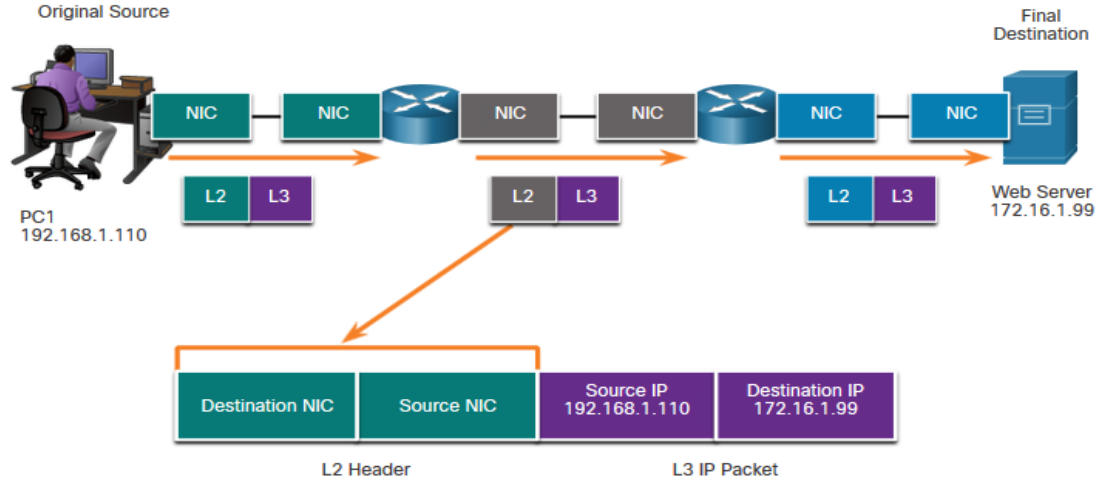 Original Source
Final
Destination
NIC
NIC
NIC
NIC
NIC
NIC
L2 L3
L2 L3
L2 L3
PC1
192.168.1.110
Web Server
172.16.1.99
Destination NIC
Source NIC
Source IP
192.168.1.110
Destination IP
172.16.1.99
L2 Header
L3 IP Packet